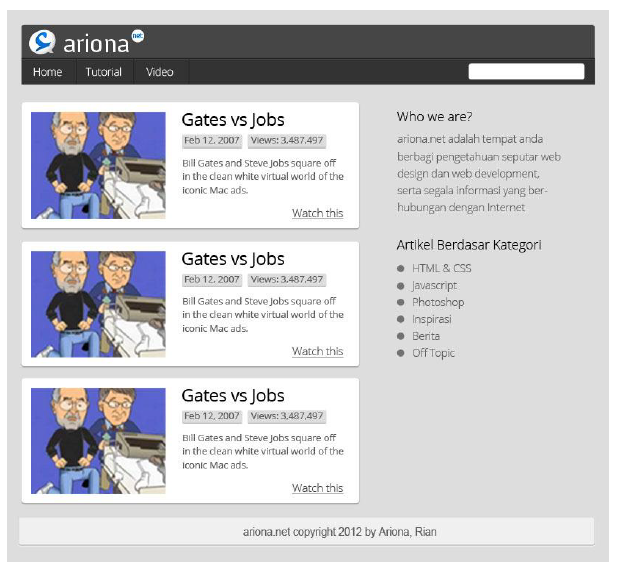 ariona net
Home Tutorial Video
Gates vs Jobs
Feb 12, 2007 Views: 3,487,497
Bill Gates and Steve Jobs square off
in the clean white virtual world of the
iconic Mac ads.
Watch this
Gates vs Jobs
Feb 12, 2007 Views: 3,487,497
Bill Gates and Steve Jobs square off
in the clean white virtual world of the
iconic Mac ads.
Watch this
Gates vs Jobs
Feb 12, 2007 Views: 3,487,497
Bill Gates and Steve Jobs square off
in the clean white virtual world of the
iconic Mac ads.
Watch this
Who we are?
ariona.net adalah tempat anda
berbagi pengetahuan seputar web
design dan web development,
serta segala informasi yang ber-
hubungan dengan Internet
Artikel Berdasar Kategori
HTML & CSS
Javascript
Photoshop
Inspirasi
Berita
Off Topic
ariona.net copyright 2012 by Ariona, Rian